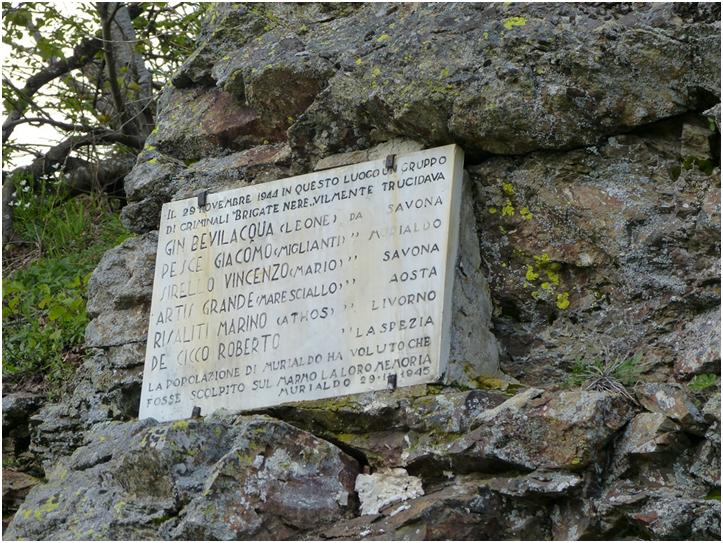 IL 29 NOVEMBRE 1944 IN QUESTO LUOGO UN GRUPPO
DI CRIMINALI "BRIGATE NERE„ VILMENTE TRUCIDAVA
GIN BEVILACQUA (LEONE) DA SAVONA
PESCE GIACOMO (MIGLIANTI) " MURIALDO
SIRELLO VINCENZO (MARIO) " SAVONA
ARTIS GRANDE (MARESCIALLO) " AOSTA
RISALITI MARINO (ATHOS) " LIVORNO
DE CICCO ROBERTO " LA SPEZIA
LA POPOLAZIONE DI MURIALDO HA VOLUTO CHE
FOSSE SCOLPITO SUL MARMO LA LORO MEMORIA
MURIALDO 29-11-1945